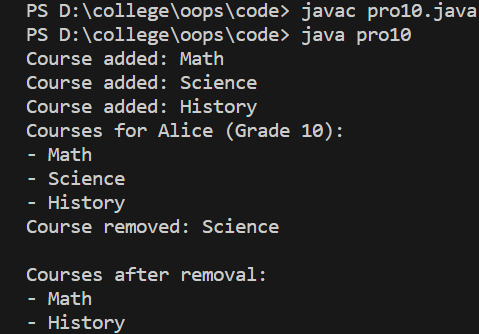 PS D:\college\oops\code> javac pro10.java
PS D:\college\oops\code> java pro10
Course added: Math
Course added: Science
Course added: History
Courses for Alice (Grade 10):
- Math
- Science
- History
Course removed: Science
Courses after removal:
- Math
- History